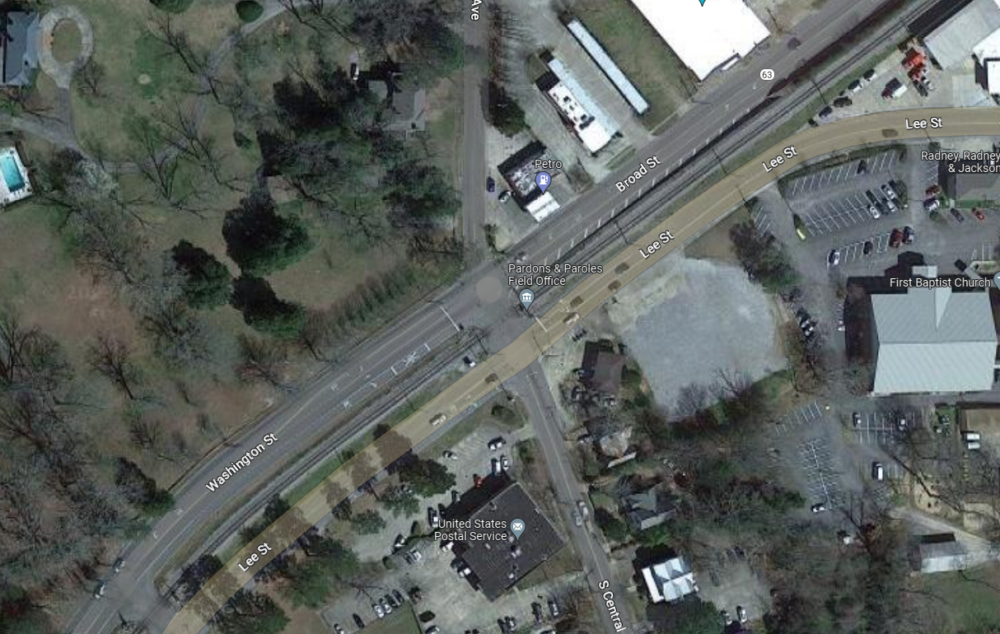 Ave
63
Lee St
Lee St
Radney, Radney
& Jackson
Petro
Broad St
Lee St
Pardons & Paroles
Field Office
First Baptist Church
Washington St
United States
Postal Service
Lee St
S Central